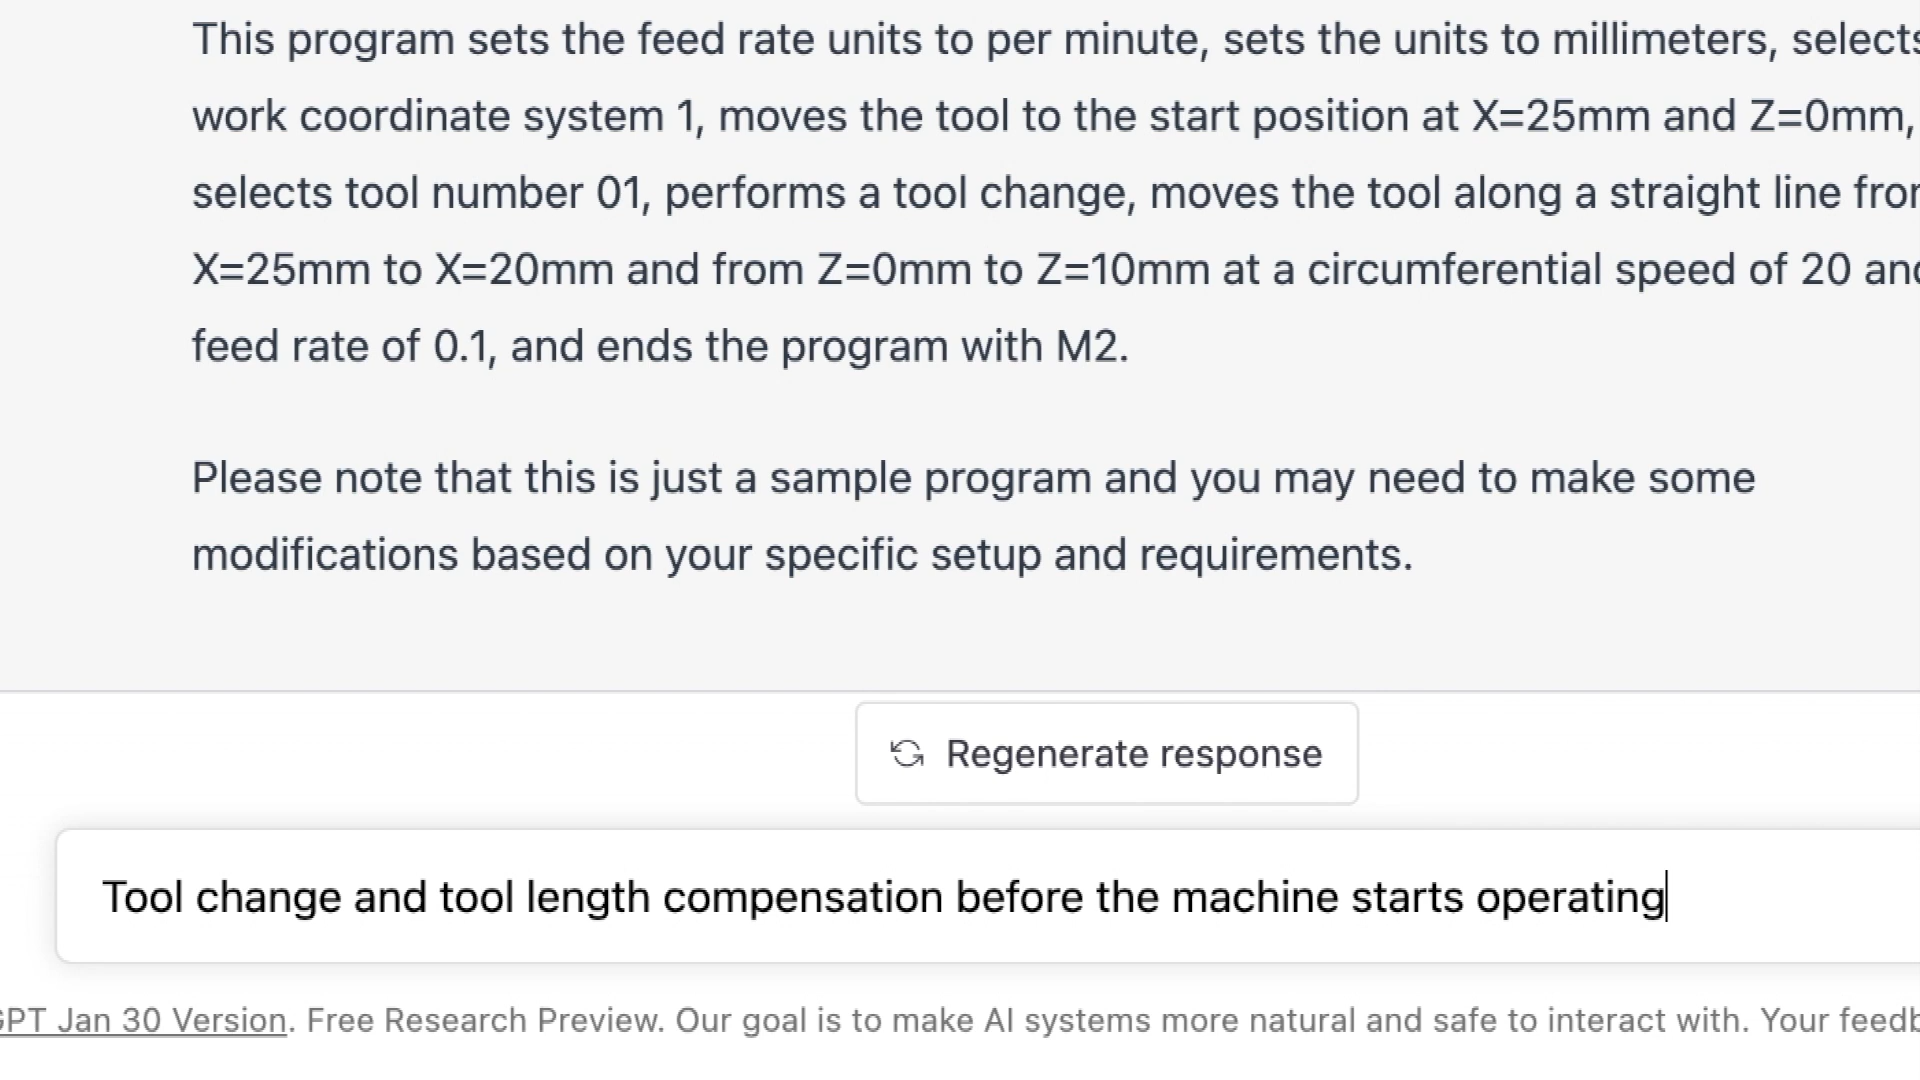 This program sets the feed rate units to per minute, sets the units to millimeters, selects
work coordinate system 1, moves the tool to the start position at X=25mm and Z=0mm,
selects tool number 01, performs a tool change, moves the tool along a straight line from
X=25mm to X=20mm and from Z=0mm to Z=10mm at a circumferential speed of 20 and
feed rate of 0.1, and ends the program with M2.
Please note that this is just a sample program and you may need to make some
modifications based on your specific setup and requirements.
Regenerate response
Tool change and tool length compensation before the machine starts operating
GPT Jan 30 Version. Free Research Preview. Our goal is to make AI systems more natural and safe to interact with. Your feedb